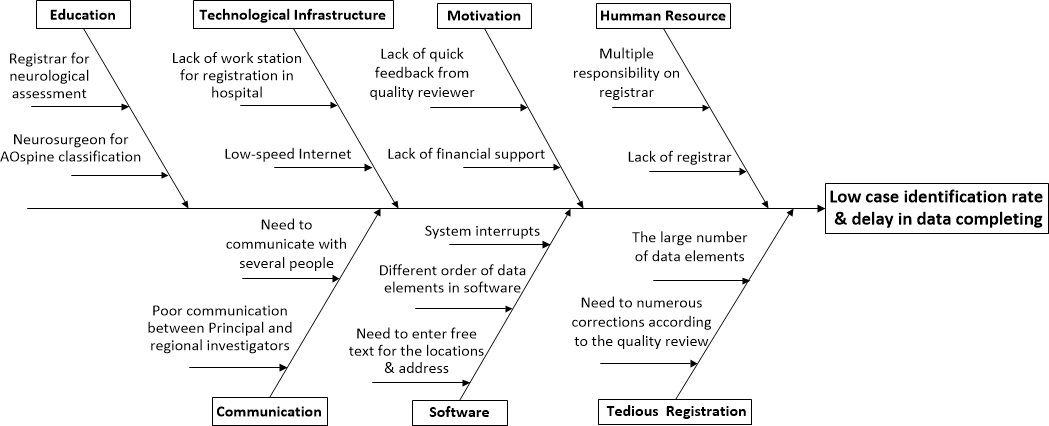 Education
Registrar for
neurological
assessment
Neurosurgeon for
AOspine classification
Technological Infrastructure
Lack of work station
for registration in
hospital
Low-speed Internet
Motivation
Lack of quick
feedback from
quality reviewer
Lack of financial support
Humman Resource
Multiple
responsibility on
registrar
Lack of registrar
Low case identification rate
& delay in data completing
Need to
communicate with
several people
Poor communication
between Principal and
regional investigators
Communication
System interrupts
Different order of data
elements in software
Need to enter free
text for the locations
& address
Software
The large number
of data elements
Need to numerous
corrections according
to the quality review
Tedious Registration